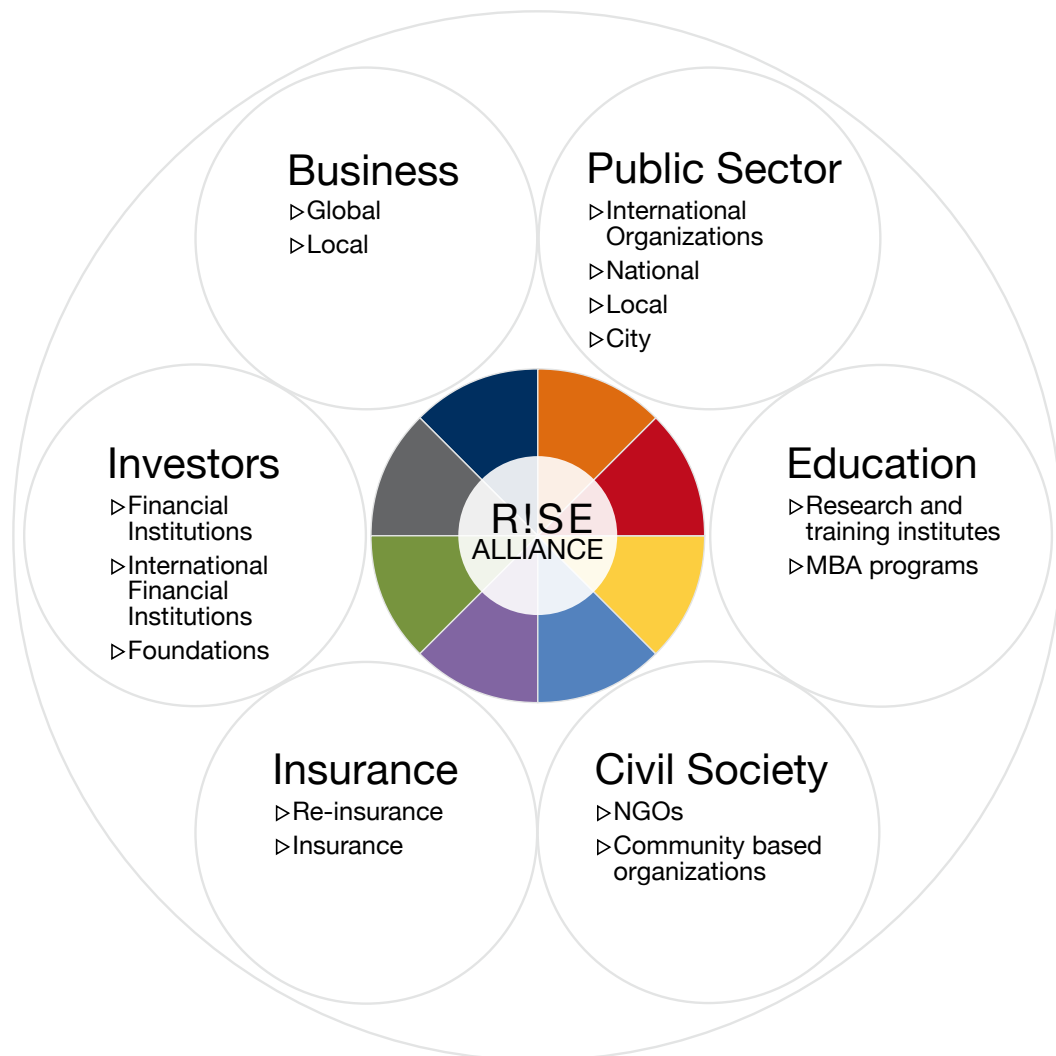 Business
▷Global
▷Local
Public Sector
▷International
Organizations
▷National
▷Local
▷City
Investors
▷Financial
Institutions
▷International
Financial
Institutions
▷Foundations
R!SE
ALLIANCE
Education
▷Research and
training institutes
▷MBA programs
Insurance
▷Re-insurance
▷Insurance
Civil Society
▷NGOs
▷Community based
organizations